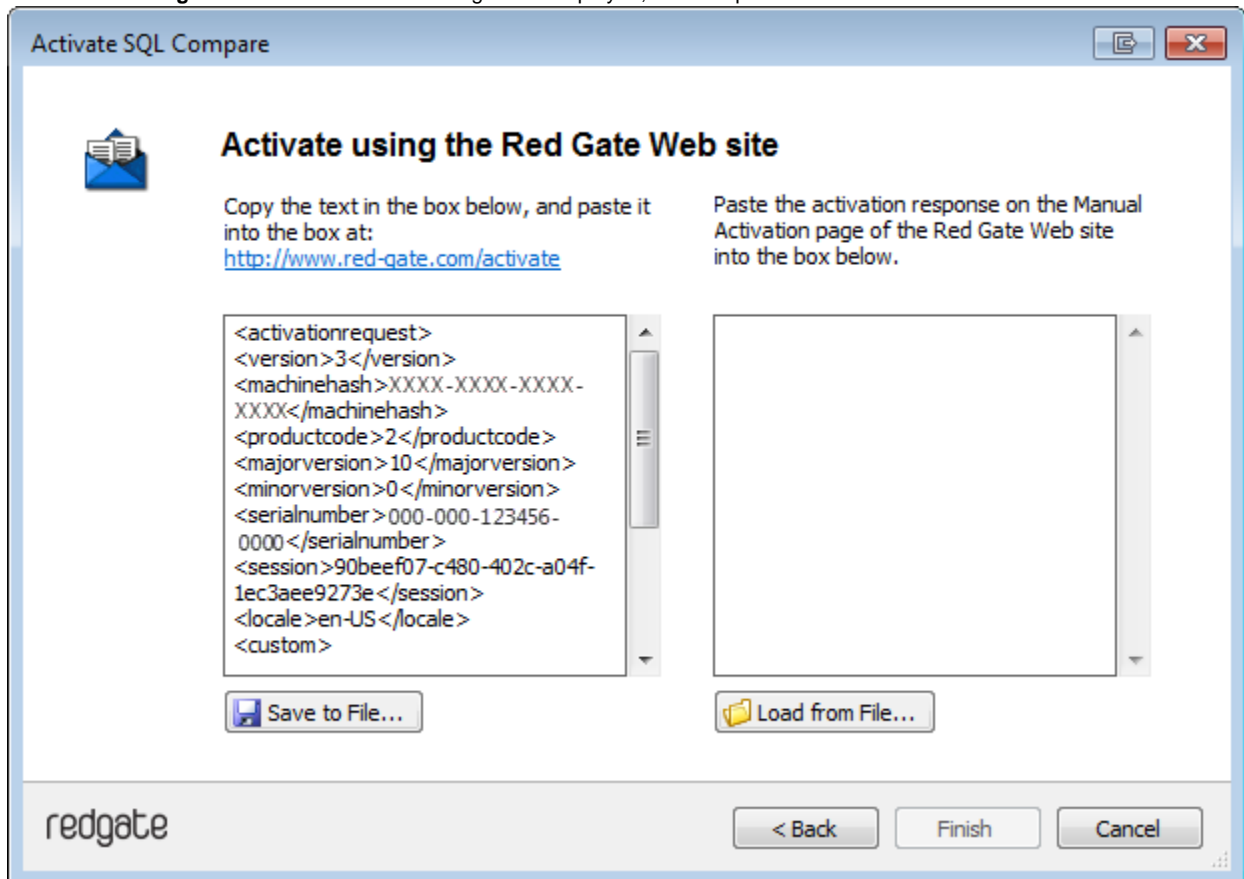 Activate SQL Compare
Activate using the Red Gate Web site
Copy the text in the box below, and paste it
into the box at:
http://www.red-gate.com/activate
Paste the activation response on the Manual
Activation page of the Red Gate Web site
into the box below.
<activationrequest>
<version>3</version>
<machinehash>XXXX-XXXX-XXXX-
XXXX</machinehash>
<productcode>2</productcode>
<majorversion>10</majorversion>
<minorversion>0</minorversion>
<serialnumber>000-000-123456-
0000</serialnumber>
<session>90beef07-c480-402c-a04f-
1ec3aee9273e</session>
<locale>en-US</locale>
<custom>
Save to File...
Load from File...
redgate
< Back
Finish
Cancel